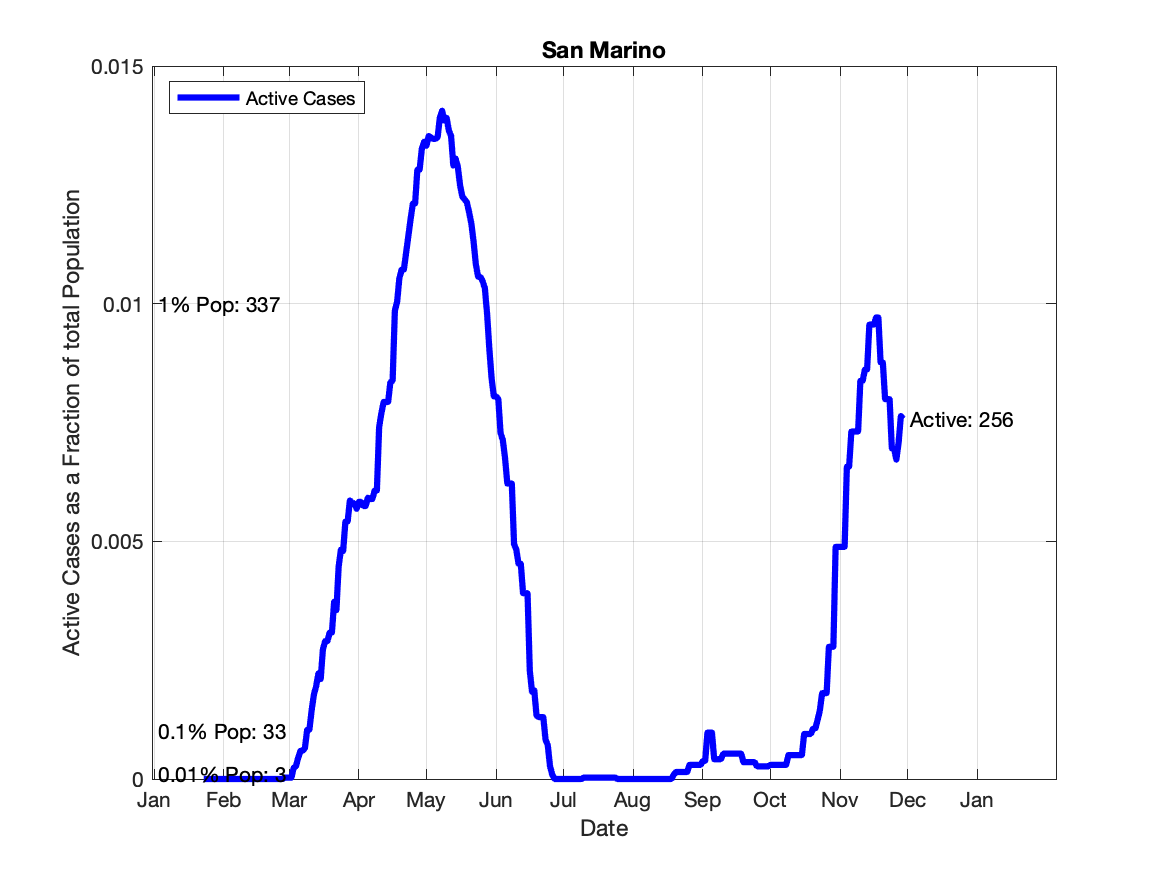 San Marino
0.015
Active Cases
Active Cases as a Fraction of total Population
0.01
1% Pop: 337
Active: 256
0.005
0.1% Pop: 33
0.01% Pop: 3
0
Jan Feb Mar Apr May Jun Jul Aug Sep Oct Nov Dec Jan
Date